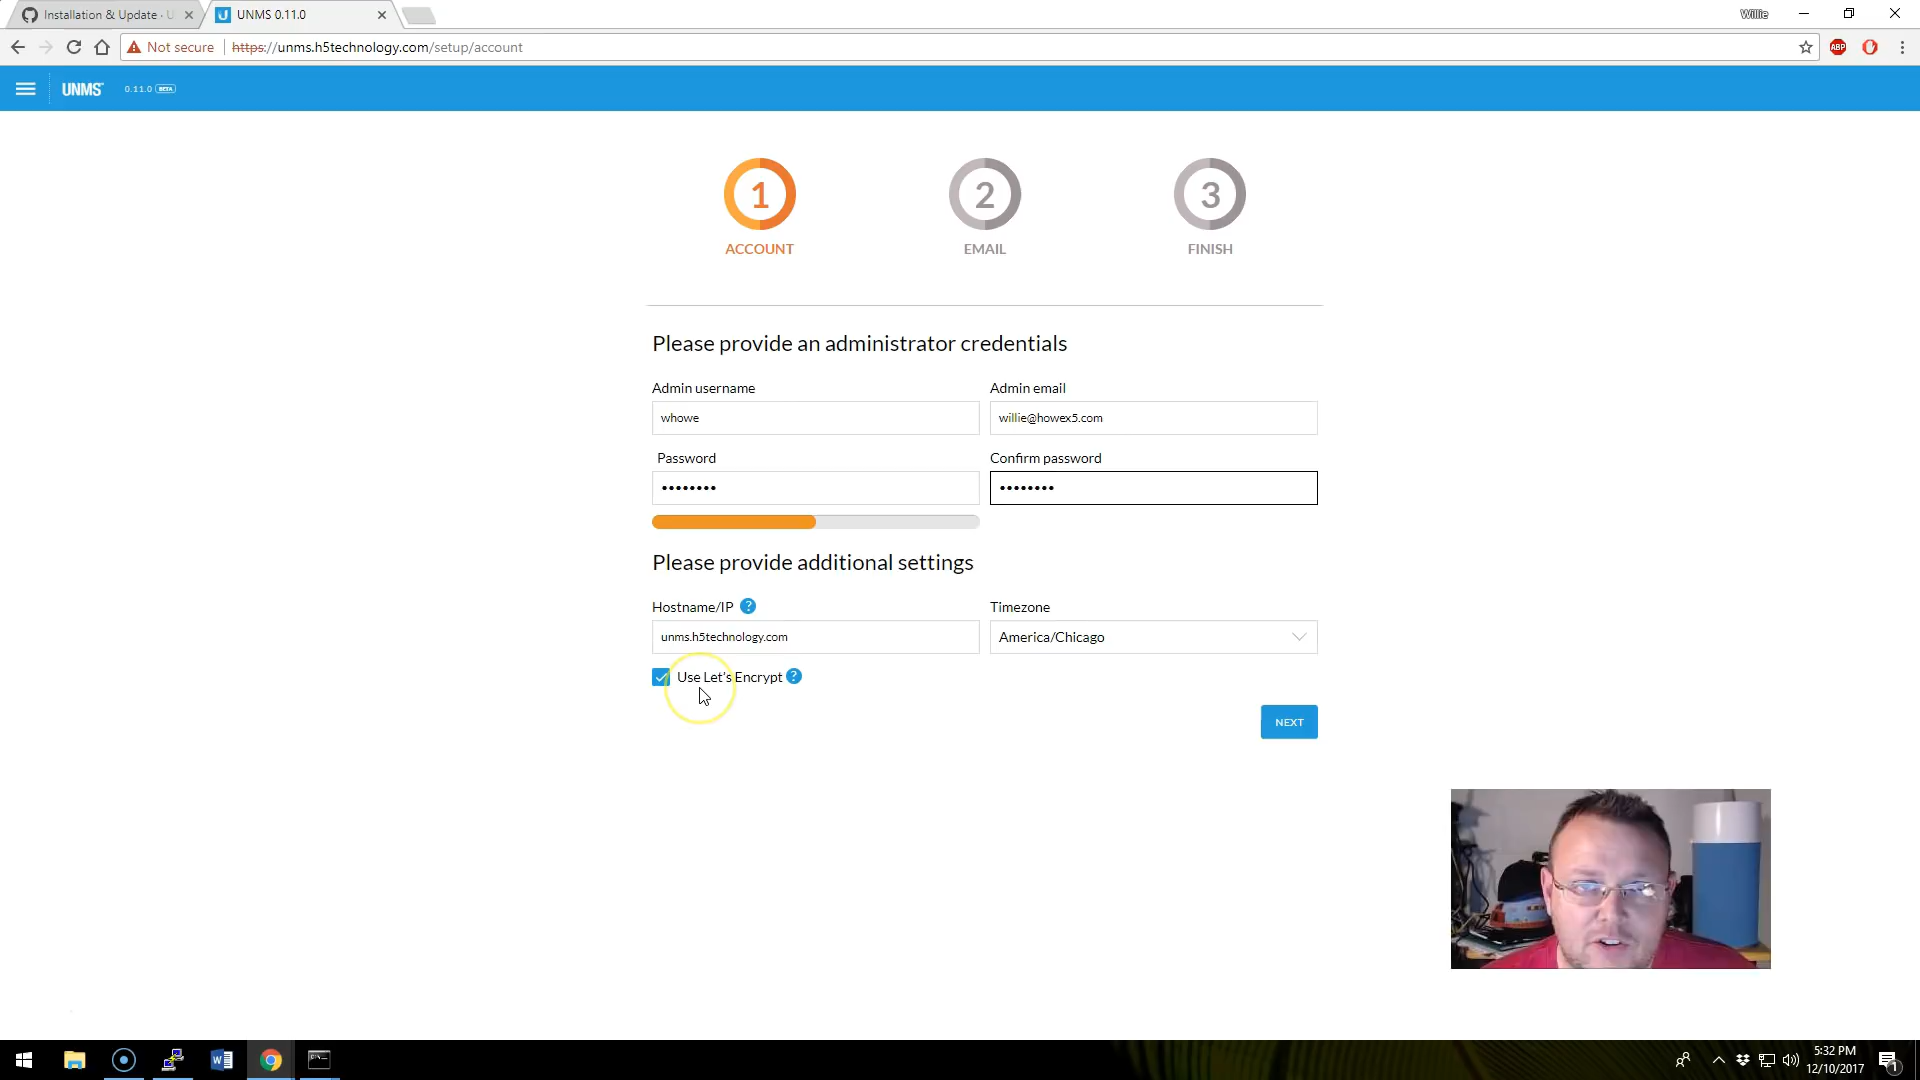 Installation & Update · U
UNMS 0.11.0
Willie
Not secure
https://unms.h5technology.com/setup/account
ABP
UNMS
0.11.0 BETA
1
2
3
ACCOUNT
EMAIL
FINISH
Please provide an administrator credentials
Admin username
Admin email
whowe
willie@howex5.com
Password
Confirm password
••••••••
••••••••
Please provide additional settings
Hostname/IP ?
Timezone
unms.h5technology.com
America/Chicago
Use Let's Encrypt ?
NEXT
5:32 PM
12/10/2017
1